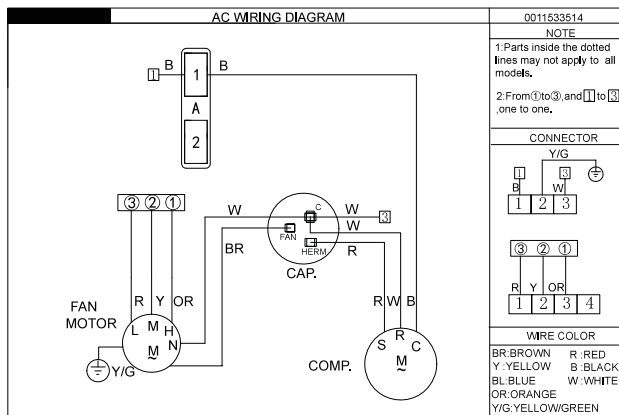 AC WIRING DIAGRAM
0011533514
NOTE
1:Parts inside the dotted
lines may not apply to all
models.
2:From①to③,and 1 to 3
,one to one.
1 B 1 B
A
2
③ ② ①
W C W 3
FAN W
BR HERM R
CAP.
R Y OR
FAN
MOTOR
L M H
M N
~
Y/G
R W B
COMP.
S R C
M
~
CONNECTOR
Y/G
1 3
B W
1 2 3
③ ② ①
R Y OR
1 2 3 4
WIRE COLOR
BR:BROWN R :RED
Y :YELLOW B :BLACK
BL:BLUE W :WHITE
OR:ORANGE
Y/G:YELLOW/GREEN